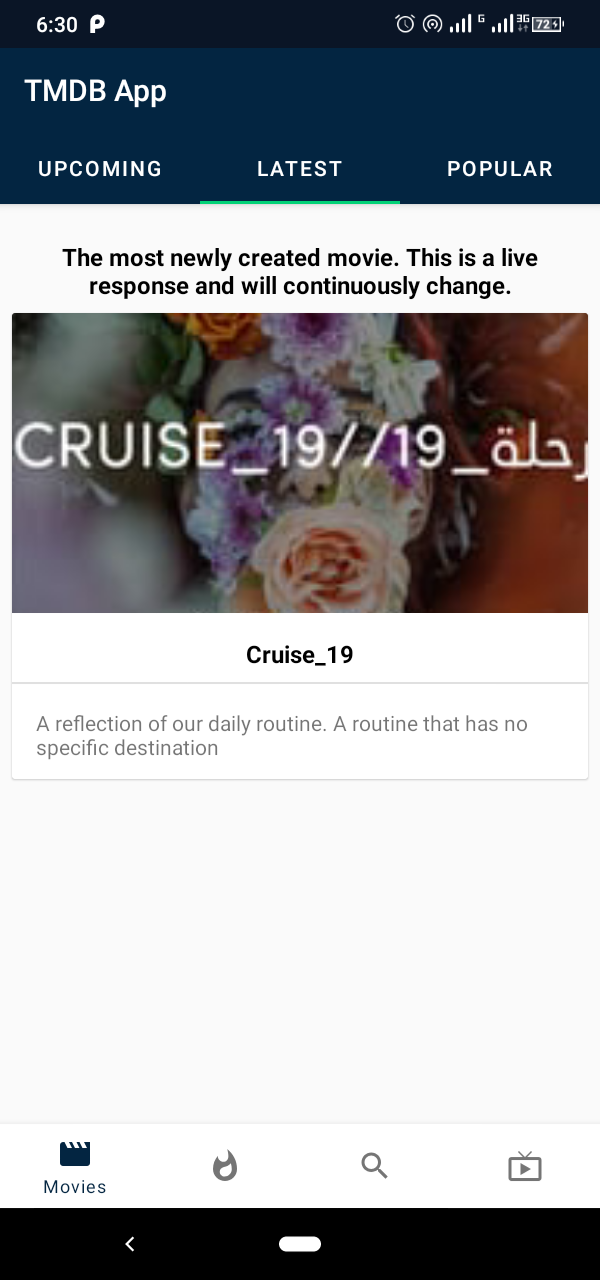 6:30
G
3G
72
TMDB App
UPCOMING
LATEST
POPULAR
The most newly created movie. This is a live
response and will continuously change.
CRUISE_19//19_رحلة
Cruise_19
A reflection of our daily routine. A routine that has no
specific destination
Movies